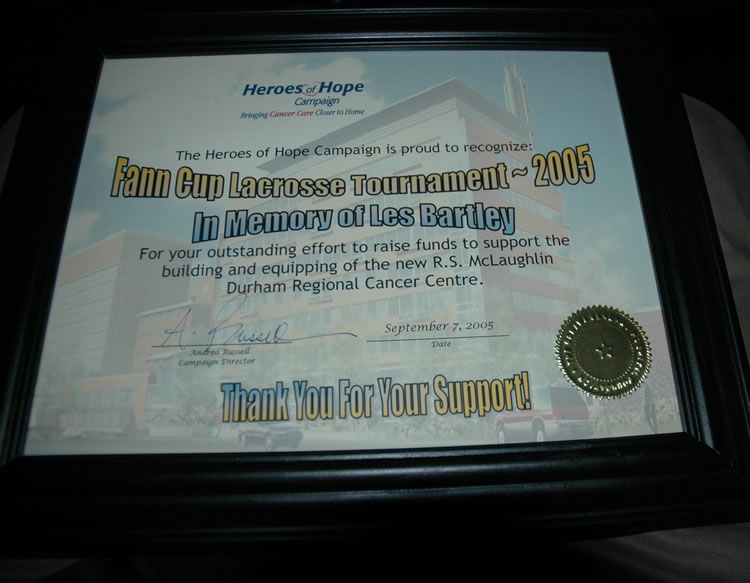 Heroes of Hope
Campaign
Bringing Cancer Care Closer to Home
The Heroes of Hope Campaign is proud to recognize:
Fann Cup Lacrosse Tournament ~ 2005
In Memory of Les Bartley
For your outstanding effort to raise funds to support the
building and equipping of the new R.S. McLaughlin
Durham Regional Cancer Centre.
A. Russell
September 7, 2005
Andrea Russell
Date
Campaign Director
Thank You For Your Support!